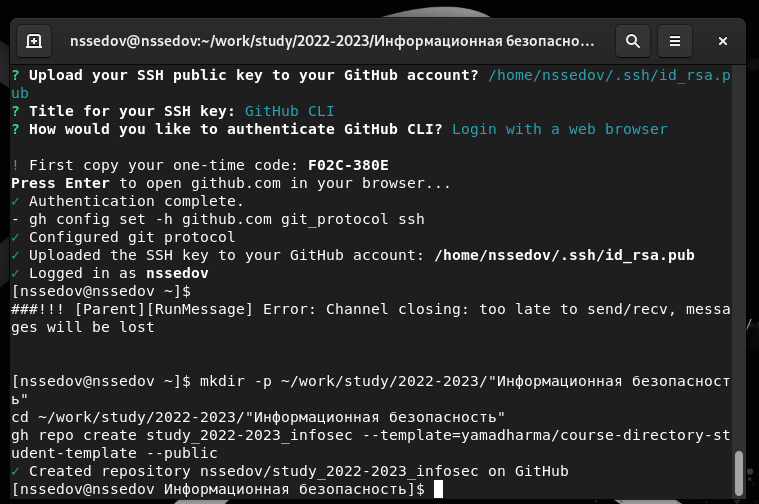 nssedov@nssedov:~/work/study/2022-2023/Информационная безопасно...
? Upload your SSH public key to your GitHub account? /home/nssedov/.ssh/id_rsa.p
ub
? Title for your SSH key: GitHub CLI
? How would you like to authenticate GitHub CLI? Login with a web browser
! First copy your one-time code: F02C-380E
Press Enter to open github.com in your browser...
✓ Authentication complete.
- gh config set -h github.com git_protocol ssh
✓ Configured git protocol
✓ Uploaded the SSH key to your GitHub account: /home/nssedov/.ssh/id_rsa.pub
✓ Logged in as nssedov
[nssedov@nssedov ~]$
###!!! [Parent][RunMessage] Error: Channel closing: too late to send/recv, messa
ges will be lost
[nssedov@nssedov ~]$ mkdir -p ~/work/study/2022-2023/"Информационная безопасност
ь"
cd ~/work/study/2022-2023/"Информационная безопасность"
gh repo create study_2022-2023_infosec --template=yamadharma/course-directory-st
udent-template --public
✓ Created repository nssedov/study_2022-2023_infosec on GitHub
[nssedov@nssedov Информационная безопасность]$